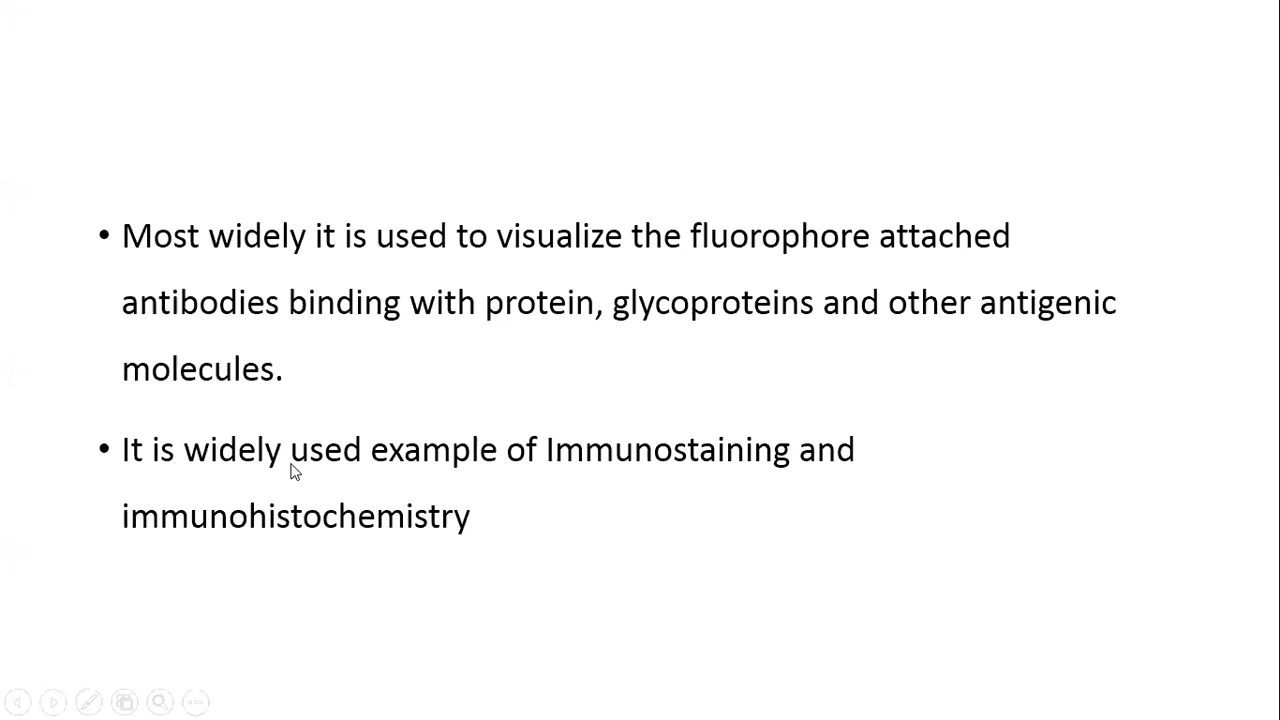 • Most widely it is used to visualize the fluorophore attached
antibodies binding with protein, glycoproteins and other antigenic
molecules.
• It is widely used example of Immunostaining and
immunohistochemistry